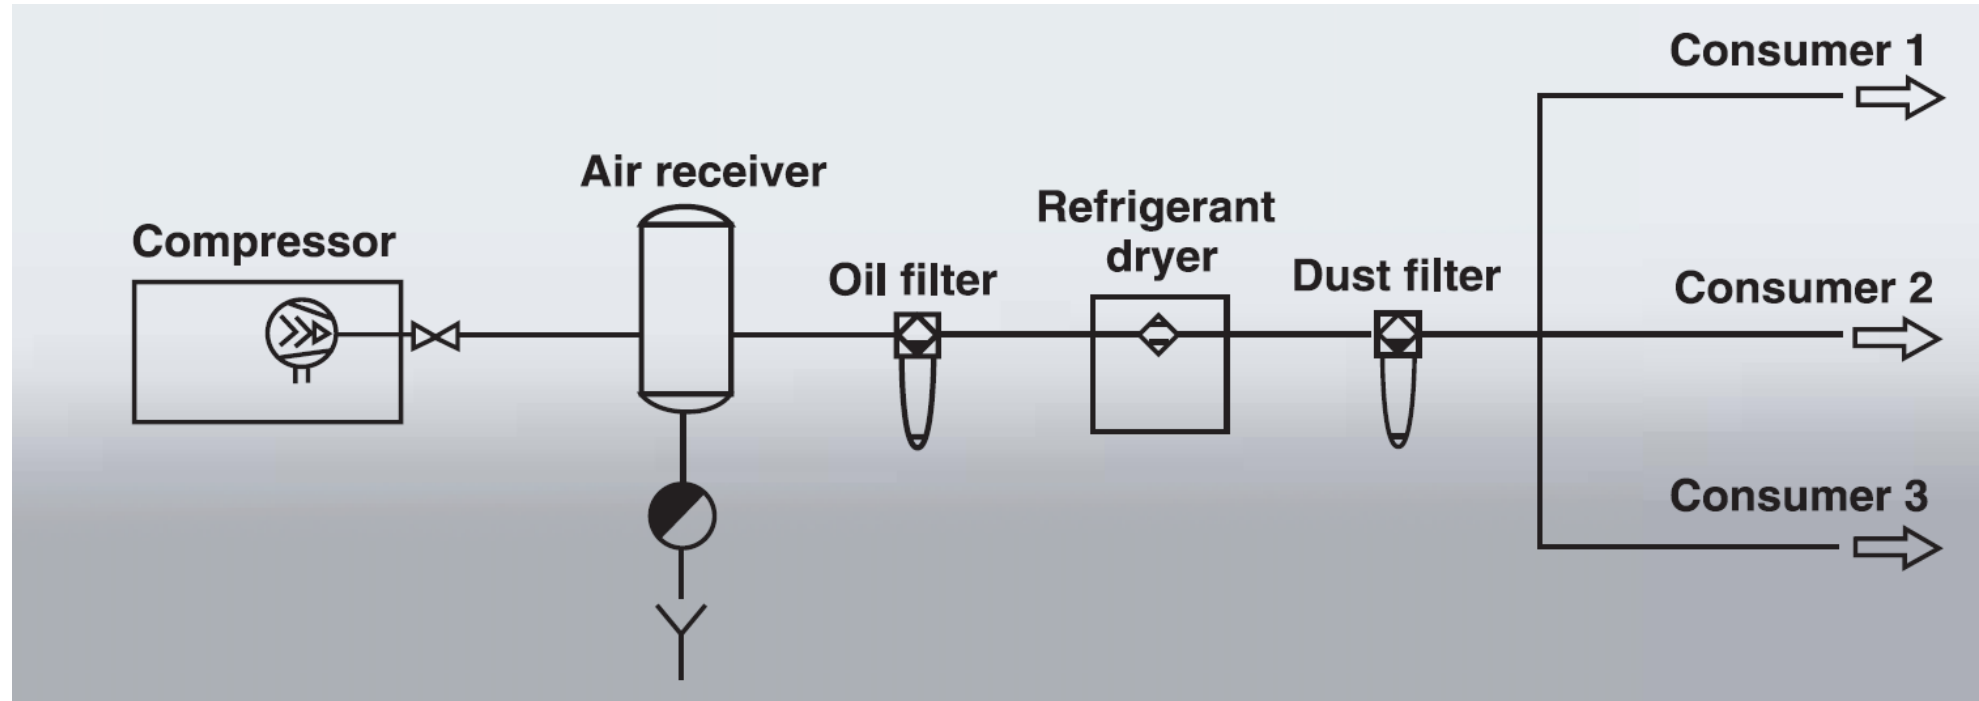 Compressor
Air receiver
Oil filter
Refrigerant
dryer
Dust filter
Consumer 1
Consumer 2
Consumer 3